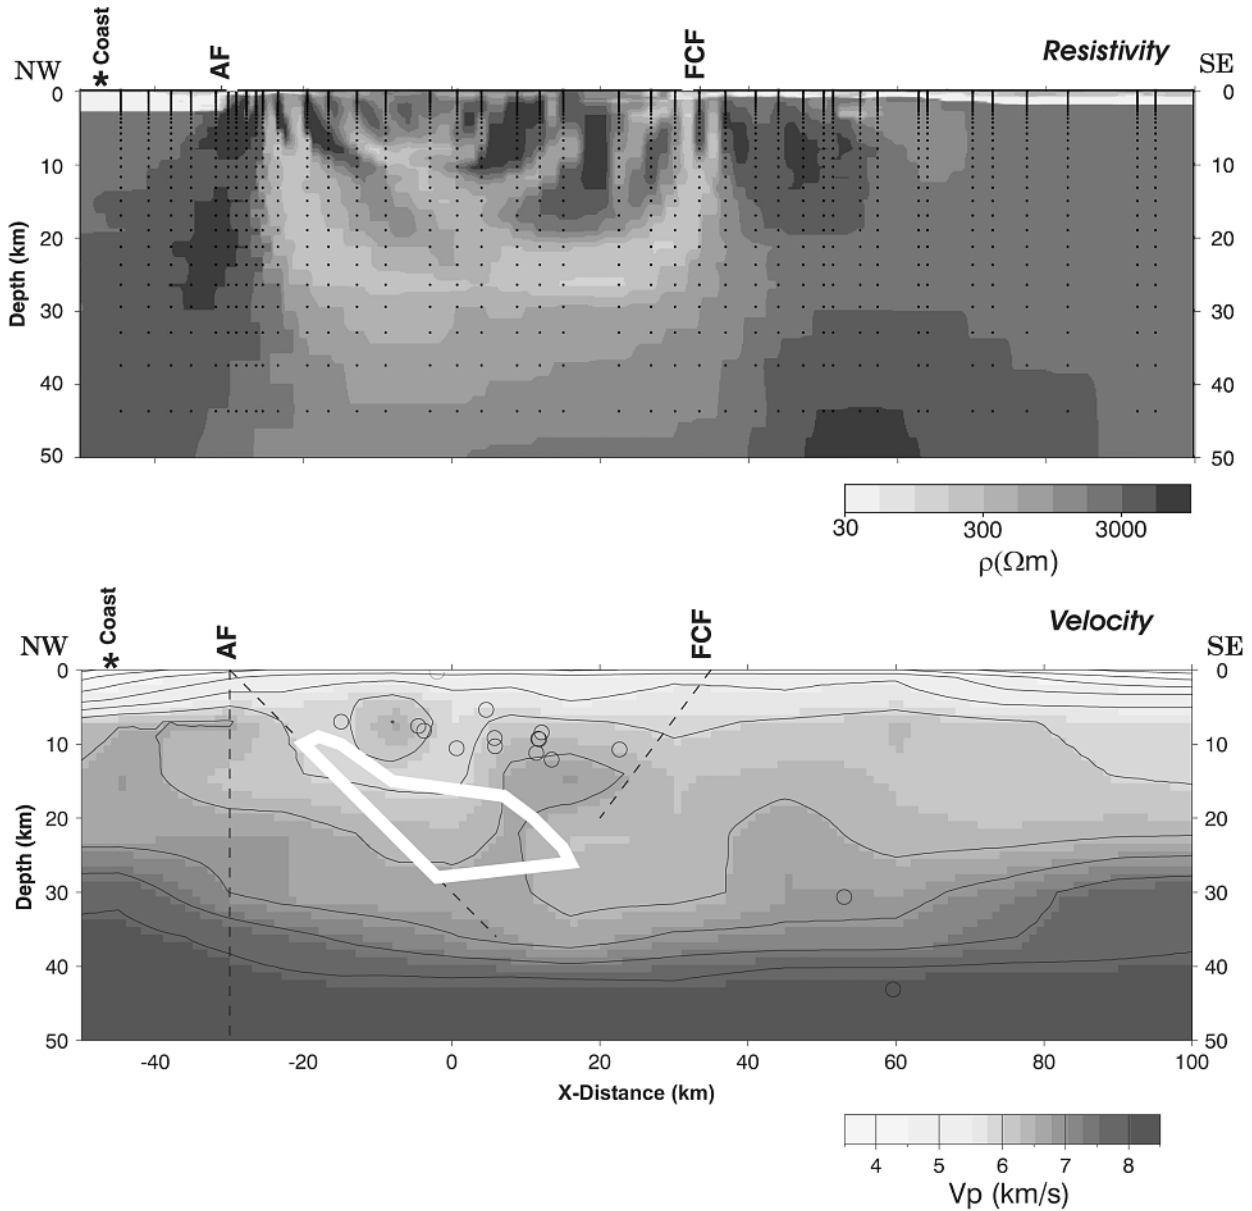 * Coast
AF
FCF
Resistivity
NW
SE
0
10
20
30
40
50
Depth (km)
0
10
20
30
40
50
30
300
3000
ρ(Ωm)
* Coast
AF
FCF
Velocity
NW
SE
0
10
20
30
40
50
Depth (km)
0
10
20
30
40
50
-40
-20
0
20
40
60
80
100
X-Distance (km)
4
5
6
7
8
Vp (km/s)